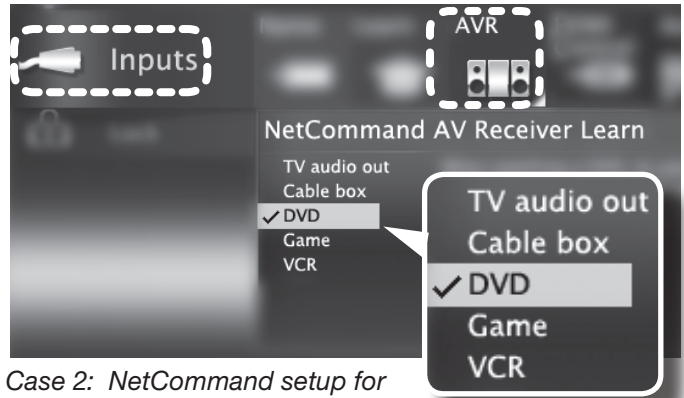 AVR
Inputs
Lock
NetCommand AV Receiver Learn
TV audio out
Cable box
✓ DVD
Game
VCR
TV audio out
Cable box
✓ DVD
Game
VCR
Case 2: NetCommand setup for